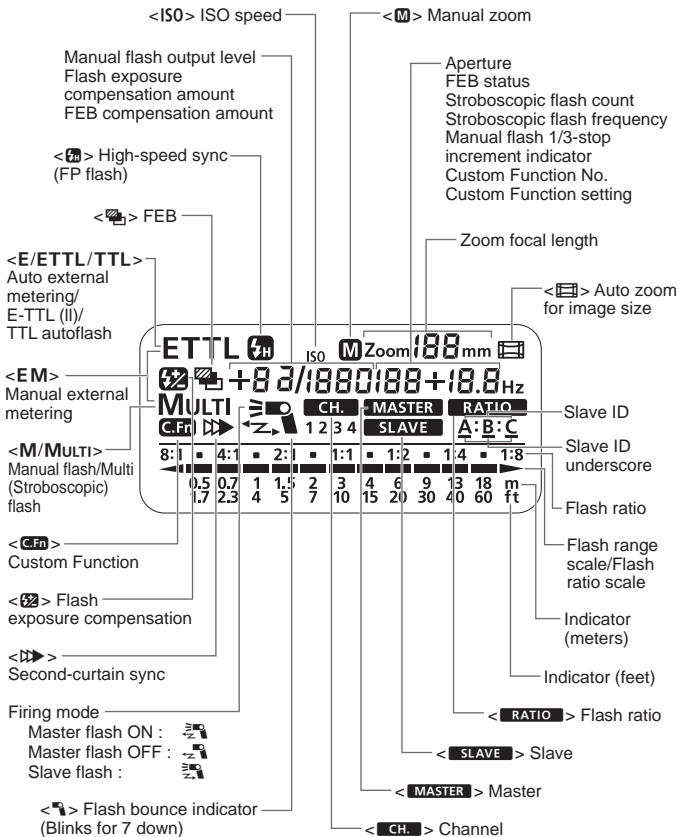 <ISO> ISO speed
<M> Manual zoom
Manual flash output level
Flash exposure
compensation amount
FEB compensation amount
Aperture
FEB status
Stroboscopic flash count
Stroboscopic flash frequency
Manual flash 1/3-stop
increment indicator
Custom Function No.
Custom Function setting
< > High-speed sync
(FP flash)
< > FEB
Zoom focal length
<E/ETTL/TTL>
Auto external
metering/
E-TTL (II)/
TTL autoflash
< > Auto zoom
for image size
ETTL H ISO M Zoom 188 mm
+8 ∂/1880 188+18.8 Hz
<EM>
Manual external
metering
MULTI CH. MASTER RATIO
C.Fn 1 2 3 4 SLAVE A:B:C
Slave ID
Slave ID
underscore
<M/MULTI>
Manual flash/Multi
(Stroboscopic)
flash
8:1 4:1 2:1 1:1 1:2 1:4 1:8
0.5 0.7 1 1.5 2 3 4 6 9 13 18 m
1.7 2.3 4 5 7 10 15 20 30 40 60 ft
Flash ratio
Flash range
scale/Flash
ratio scale
<C.Fn>
Custom Function
< > Flash
exposure compensation
Indicator
(meters)
< >
Second-curtain sync
Indicator (feet)
Firing mode
Master flash ON :
Master flash OFF :
Slave flash :
<RATIO> Flash ratio
<SLAVE> Slave
<MASTER> Master
< > Flash bounce indicator
(Blinks for 7 down)
<CH.> Channel